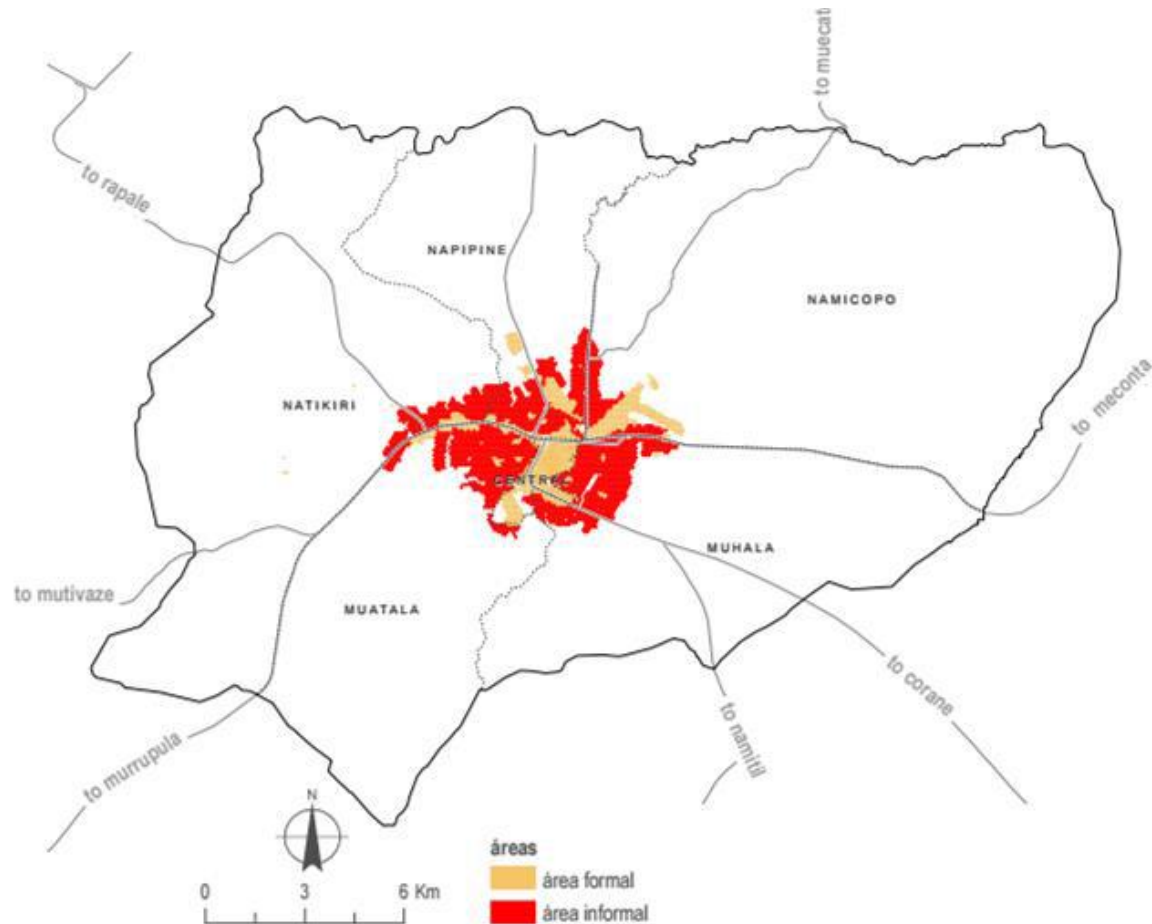 to muecat
to rapale
NAPIPINE
NAMICOPO
to meconta
NATIKIRI
CENTRAL
MUHALA
to mutivaze
MUATALA
to corane
to murrupula
to namitil
N
áreas
0 3 6 Km
área formal
área informal